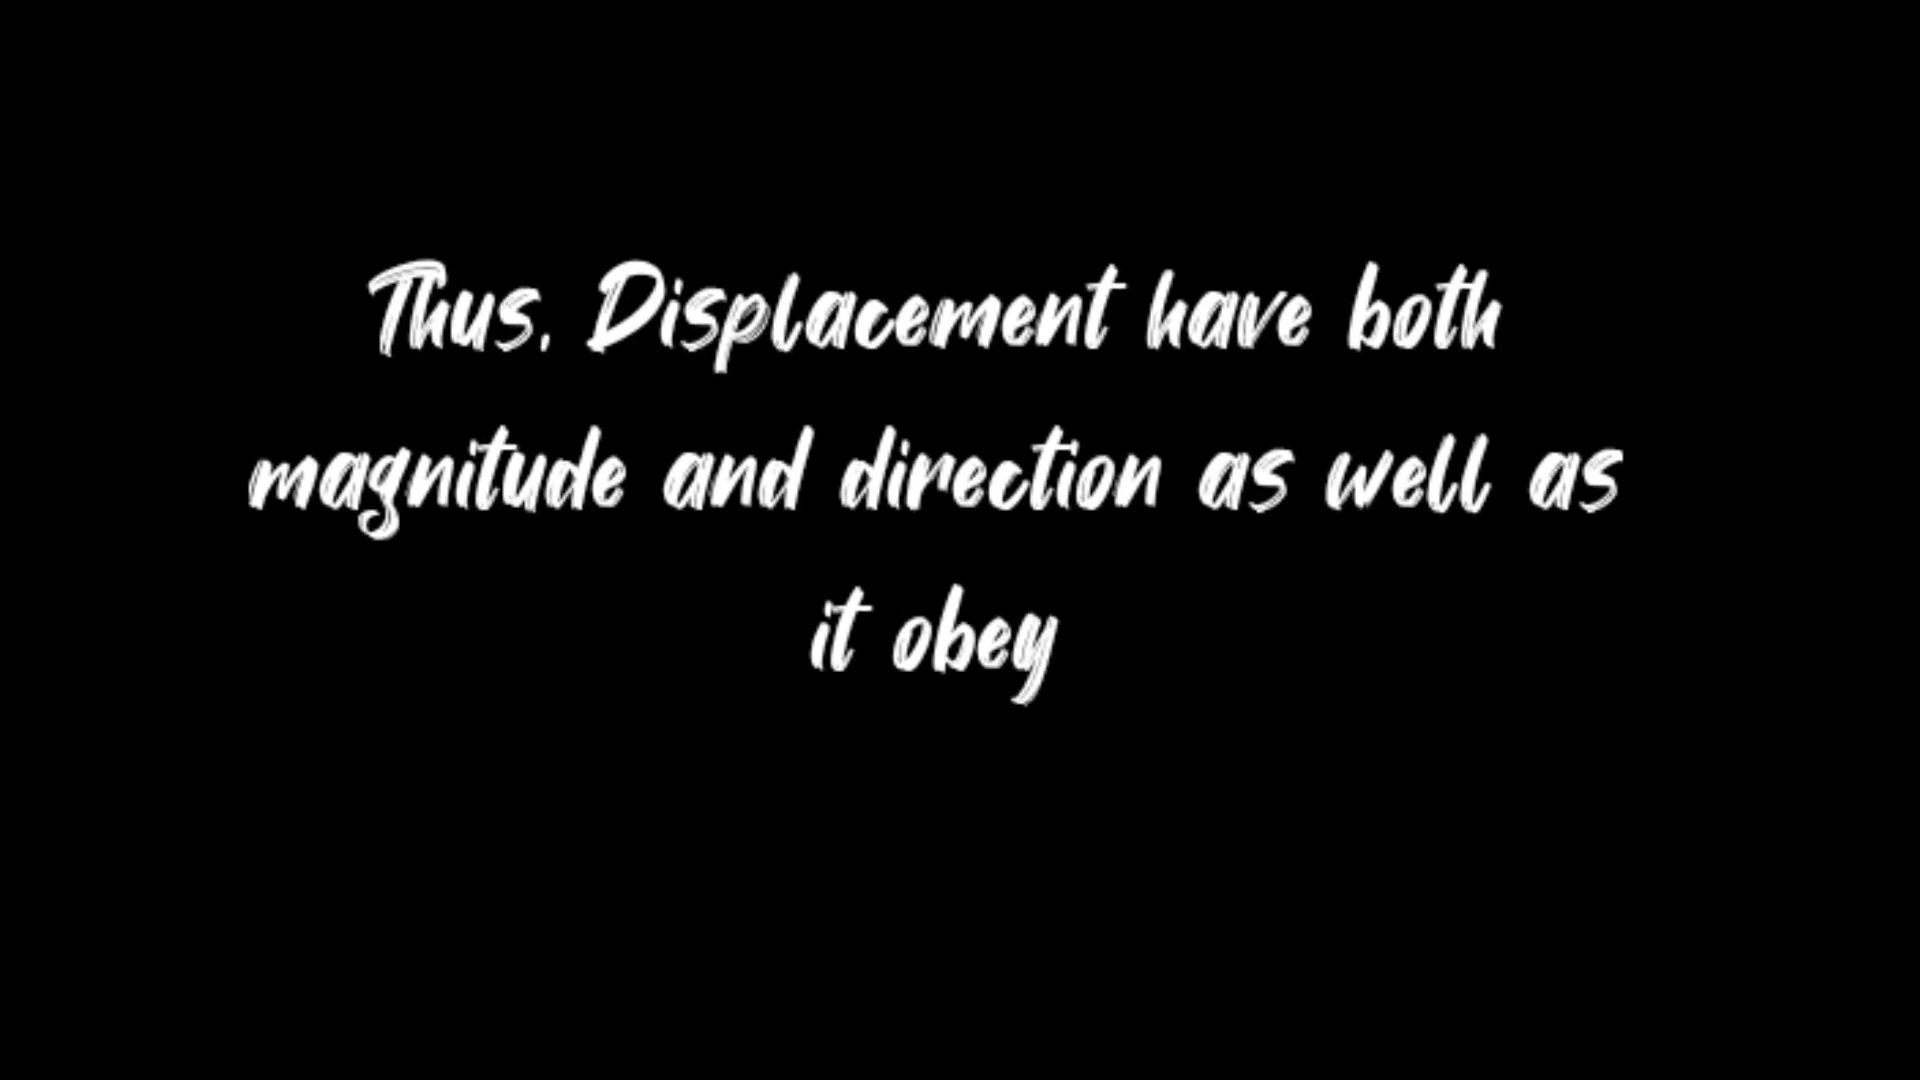 Thus, Displacement have both
magnitude and direction as well as
it obey